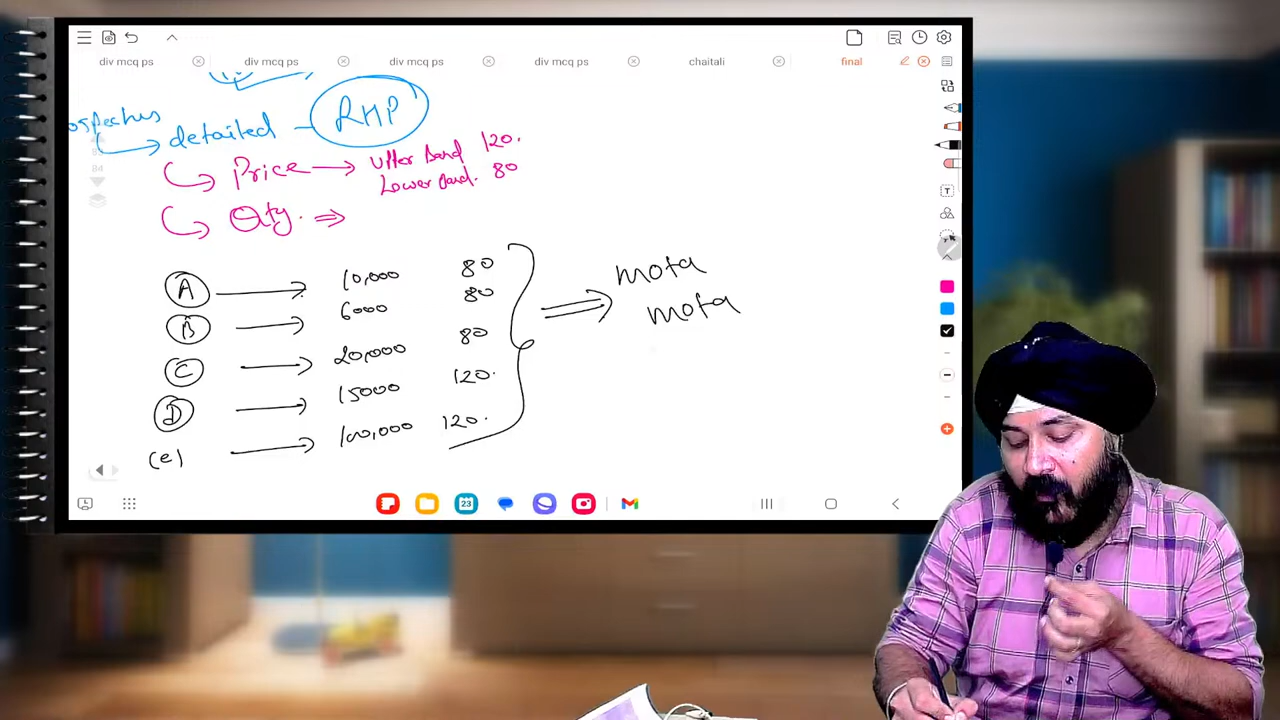 div mcq ps div mcq ps div mcq ps div mcq ps chaitali final
detailed - RHP
Price → Upper Band 120.
Lower Band. 80
Qty. ⇒
84
A → 10,000 80
B → 6000 80
C → 20,000 80
D → 15000 120.
(e) → 100,000 120.
⇒ mota
mota
T
23